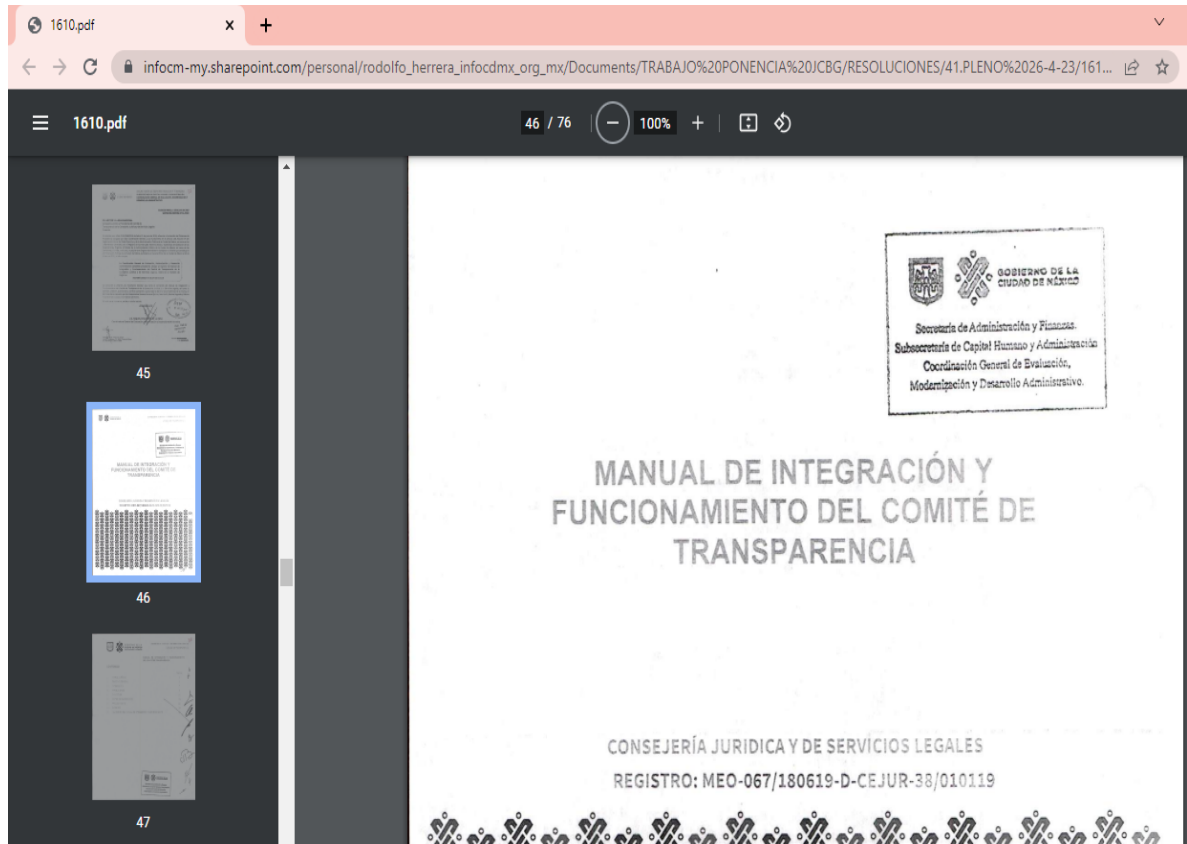 1610.pdf
infocm-my.sharepoint.com/personal/rodolfo_herrera_infocdmx_org_mx/Documents/TRABAJO%20PONENCIA%20JCBG/RESOLUCIONES/41.PLENO%2026-4-23/161...
1610.pdf
46 / 76
100%
45
46
47
GOBIERNO DE LA
CIUDAD DE MÉXICO
Secretaría de Administración y Finanzas.
Subsecretaría de Capital Humano y Administración
Coordinación General de Evaluación,
Modernización y Desarrollo Administrativo.
MANUAL DE INTEGRACIÓN Y
FUNCIONAMIENTO DEL COMITÉ DE
TRANSPARENCIA
CONSEJERÍA JURIDICA Y DE SERVICIOS LEGALES
REGISTRO: MEO-067/180619-D-CEJUR-38/010119